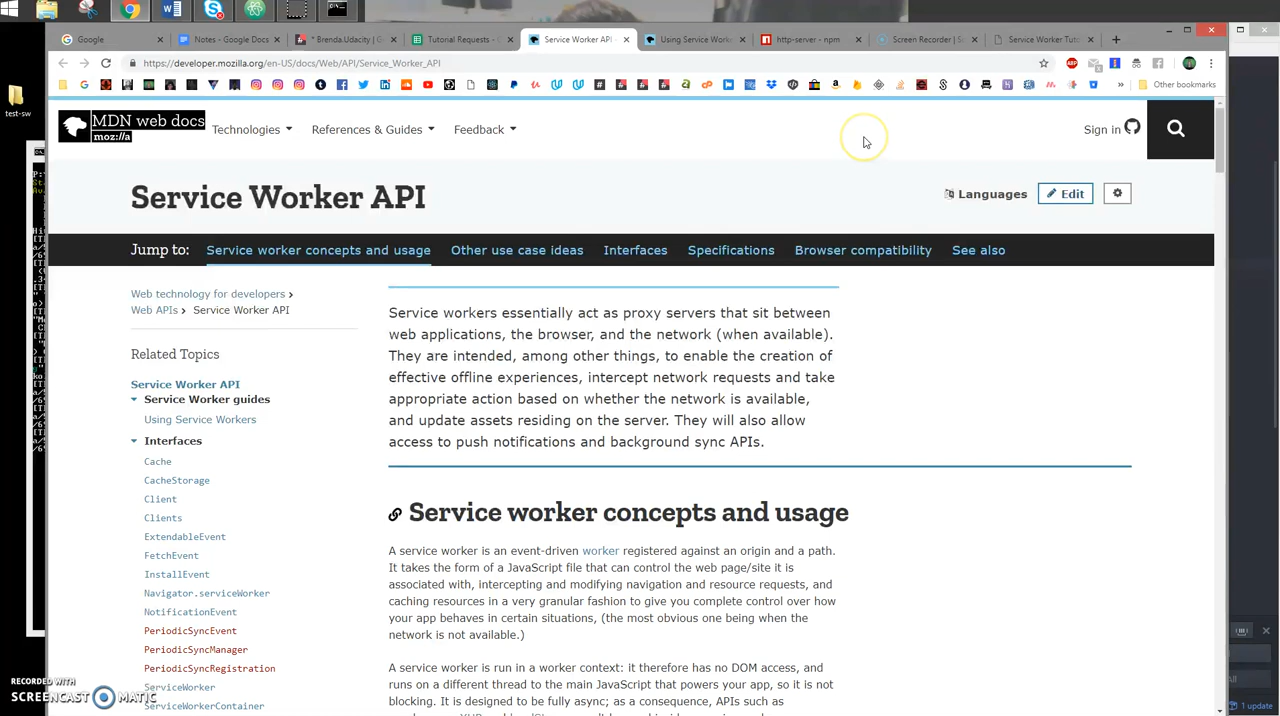 Google
Notes - Google Docs
* Brenda.Udacity (
Tutorial Requests -
Service Worker API -
Using Service Work
http-server - npm
Screen Recorder | S
Service Worker Tut
https://developer.mozilla.org/en-US/docs/Web/API/Service_Worker_API
Other bookmarks
test-sw
MDN web docs
moz://a
Technologies
References & Guides
Feedback
Sign in
Service Worker API
Languages
Edit
Jump to:
Service worker concepts and usage
Other use case ideas
Interfaces
Specifications
Browser compatibility
See also
Web technology for developers ›
Web APIs › Service Worker API
Related Topics
Service Worker API
Service Worker guides
Using Service Workers
Interfaces
Cache
CacheStorage
Client
Clients
ExtendableEvent
FetchEvent
InstallEvent
Navigator.serviceWorker
NotificationEvent
PeriodicSyncEvent
PeriodicSyncManager
PeriodicSyncRegistration
ServiceWorker
ServiceWorkerContainer
Service workers essentially act as proxy servers that sit between
web applications, the browser, and the network (when available).
They are intended, among other things, to enable the creation of
effective offline experiences, intercept network requests and take
appropriate action based on whether the network is available,
and update assets residing on the server. They will also allow
access to push notifications and background sync APIs.
Service worker concepts and usage
A service worker is an event-driven worker registered against an origin and a path.
It takes the form of a JavaScript file that can control the web page/site it is
associated with, intercepting and modifying navigation and resource requests, and
caching resources in a very granular fashion to give you complete control over how
your app behaves in certain situations, (the most obvious one being when the
network is not available.)
A service worker is run in a worker context: it therefore has no DOM access, and
runs on a different thread to the main JavaScript that powers your app, so it is not
blocking. It is designed to be fully async; as a consequence, APIs such as
RECORDED WITH
SCREENCAST MATIC
1 update